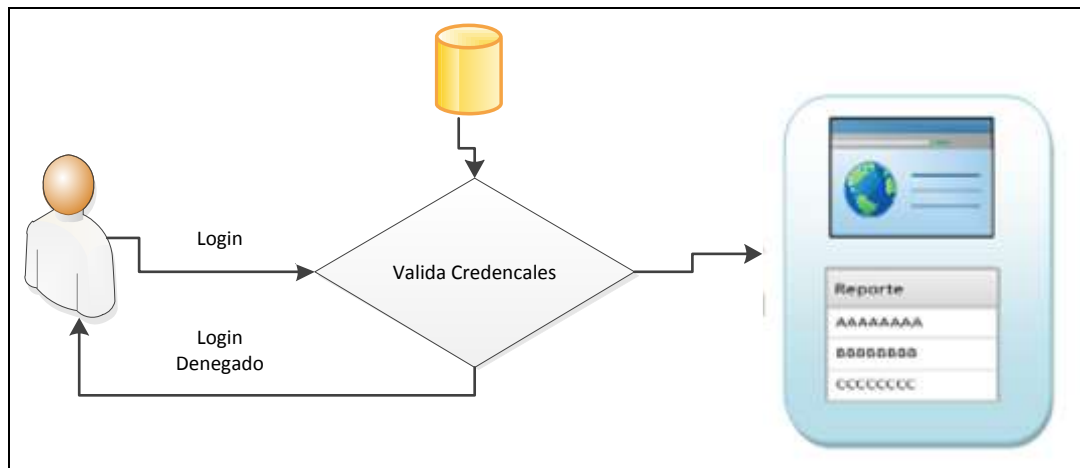 Login
Valida Credencales
Login
Denegado
Reporte
AAAAAAAA
BBBBBBBB
CCCCCCCC